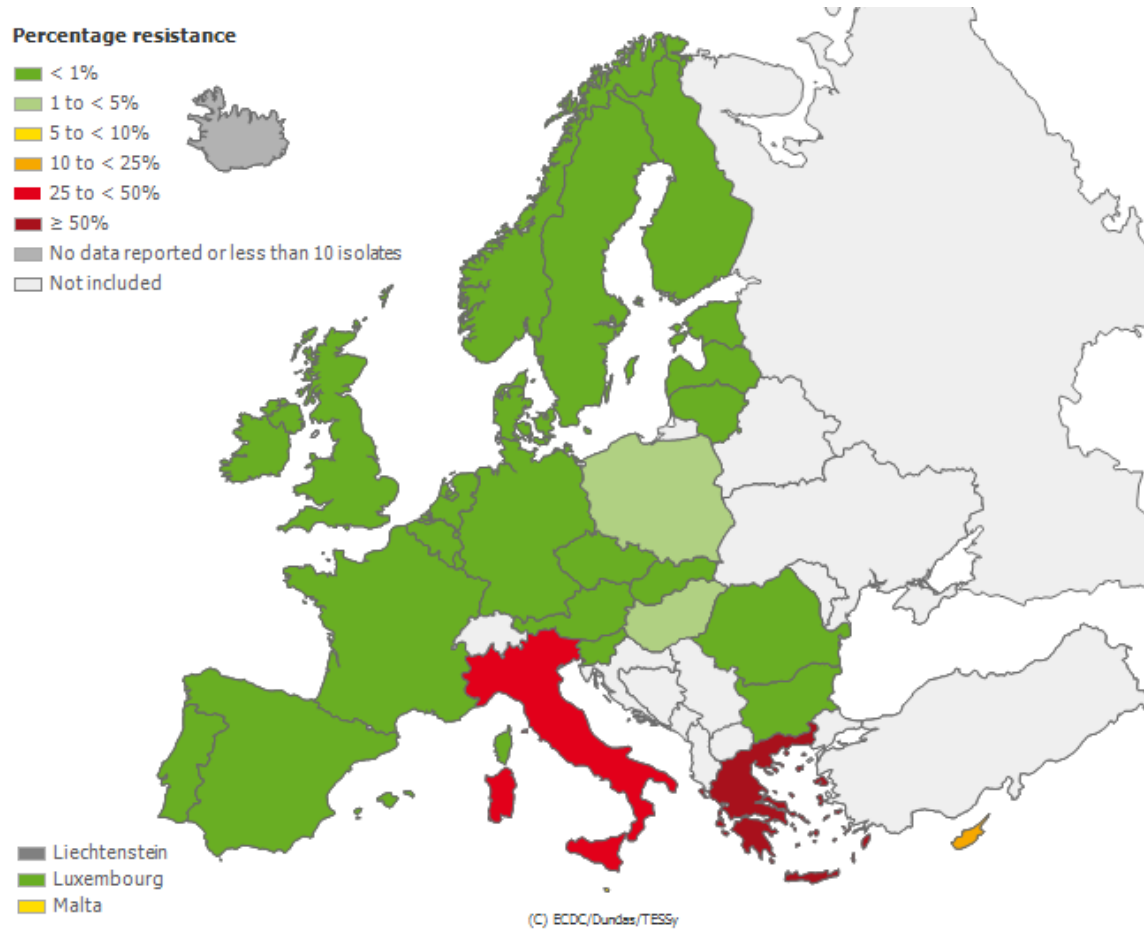 Percentage resistance
< 1%
1 to < 5%
5 to < 10%
10 to < 25%
25 to < 50%
≥ 50%
No data reported or less than 10 isolates
Not included
Liechtenstein
Luxembourg
Malta
(C) ECDC/Dundas/TESSy